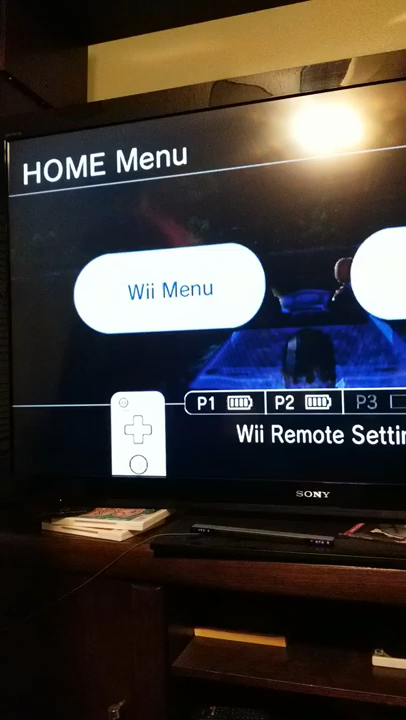 HOME Menu
Wii Menu
P1 P2 P3
Wii Remote Settin
SONY